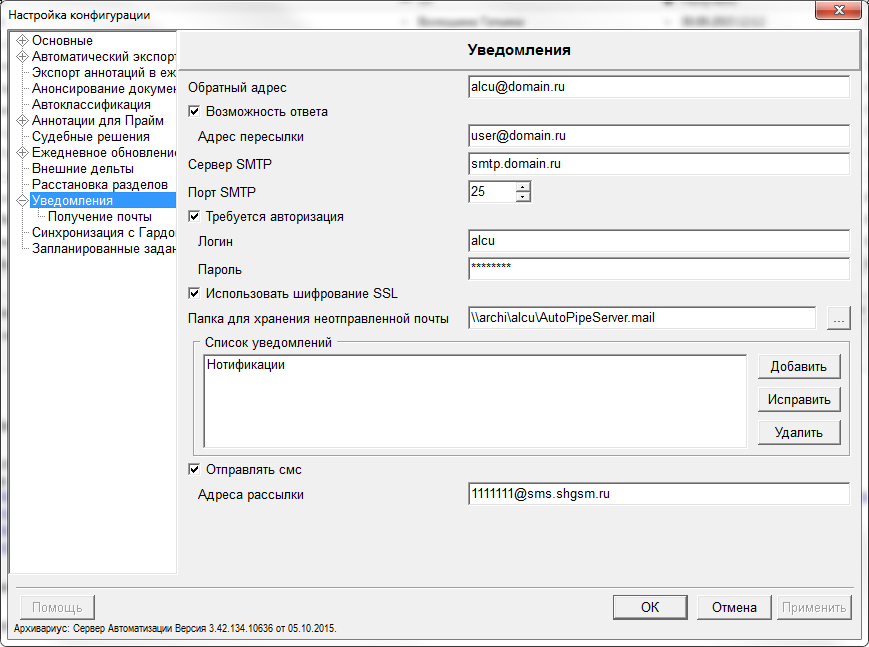 Настройка конфигурации
Основные
Автоматический экспорт
Экспорт аннотаций в еж
Анонсирование докумен
Автоклассификация
Аннотации для Прайм
Судебные решения
Ежедневное обновление
Внешние дельты
Расстановка разделов
Уведомления
Получение почты
Синхронизация с Гардо
Запланированные задан
Уведомления
Обратный адрес
alcu@domain.ru
Возможность ответа
Адрес пересылки
user@domain.ru
Сервер SMTP
smtp.domain.ru
Порт SMTP
25
Требуется авторизация
Логин
alcu
Пароль
********
Использовать шифрование SSL
Папка для хранения неотправленной почты
\\archi\alcu\AutoPipeServer.mail
...
Список уведомлений
Нотификации
Добавить
Исправить
Удалить
Отправлять смс
Адреса рассылки
1111111@sms.shgsm.ru
Помощь
OK
Отмена
Применить
Архивариус: Сервер Автоматизации Версия 3.42.134.10636 от 05.10.2015.